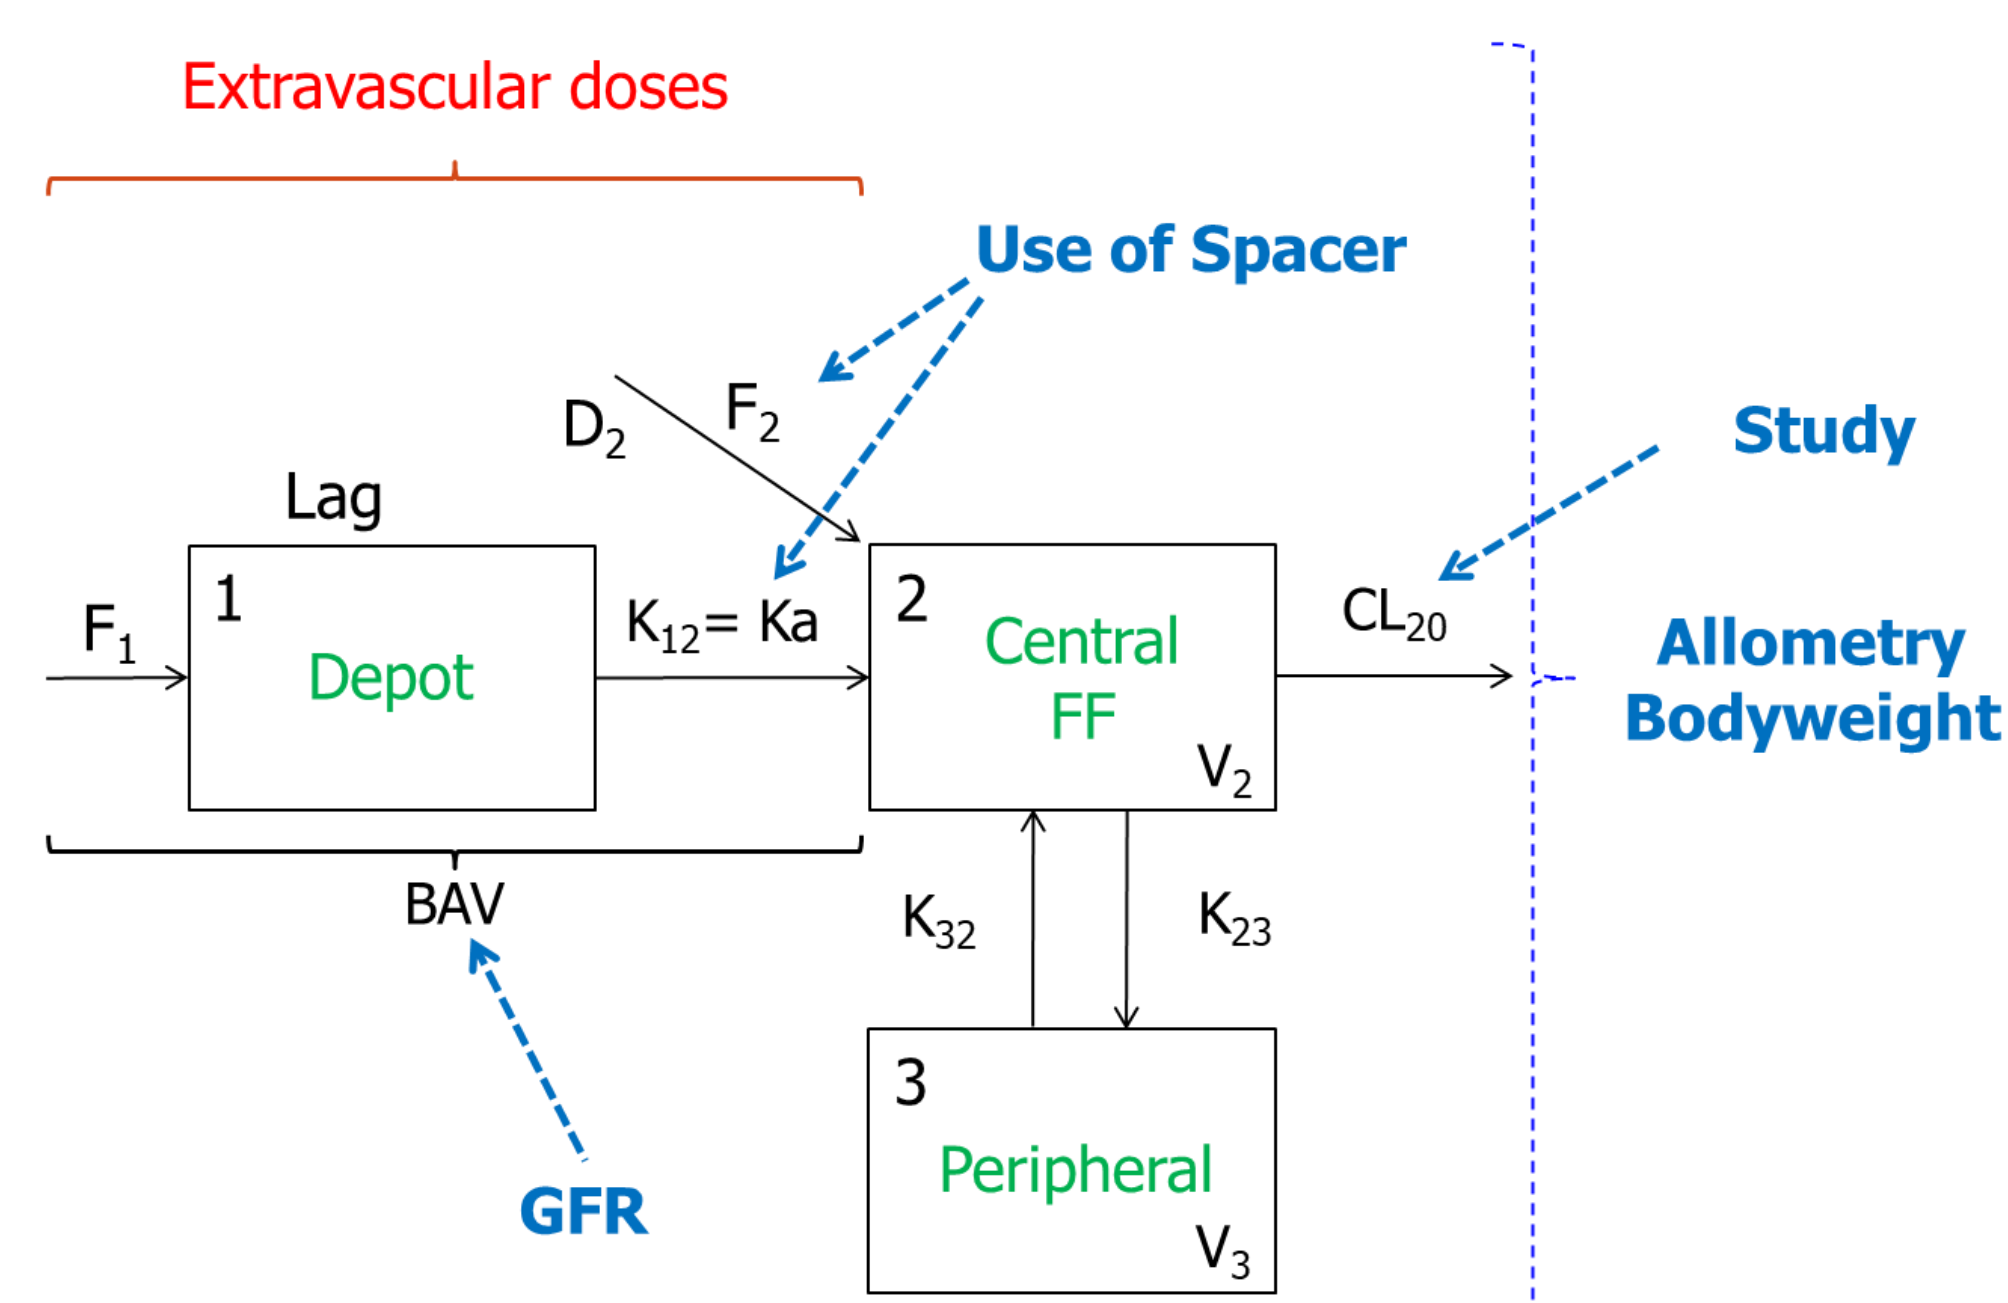 Extravascular doses
Use of Spacer
D2
F2
Study
Lag
F1
1
Depot
K12= Ka
2
Central
FF
V2
CL20
Allometry
Bodyweight
BAV
K32
K23
GFR
3
Peripheral
V3